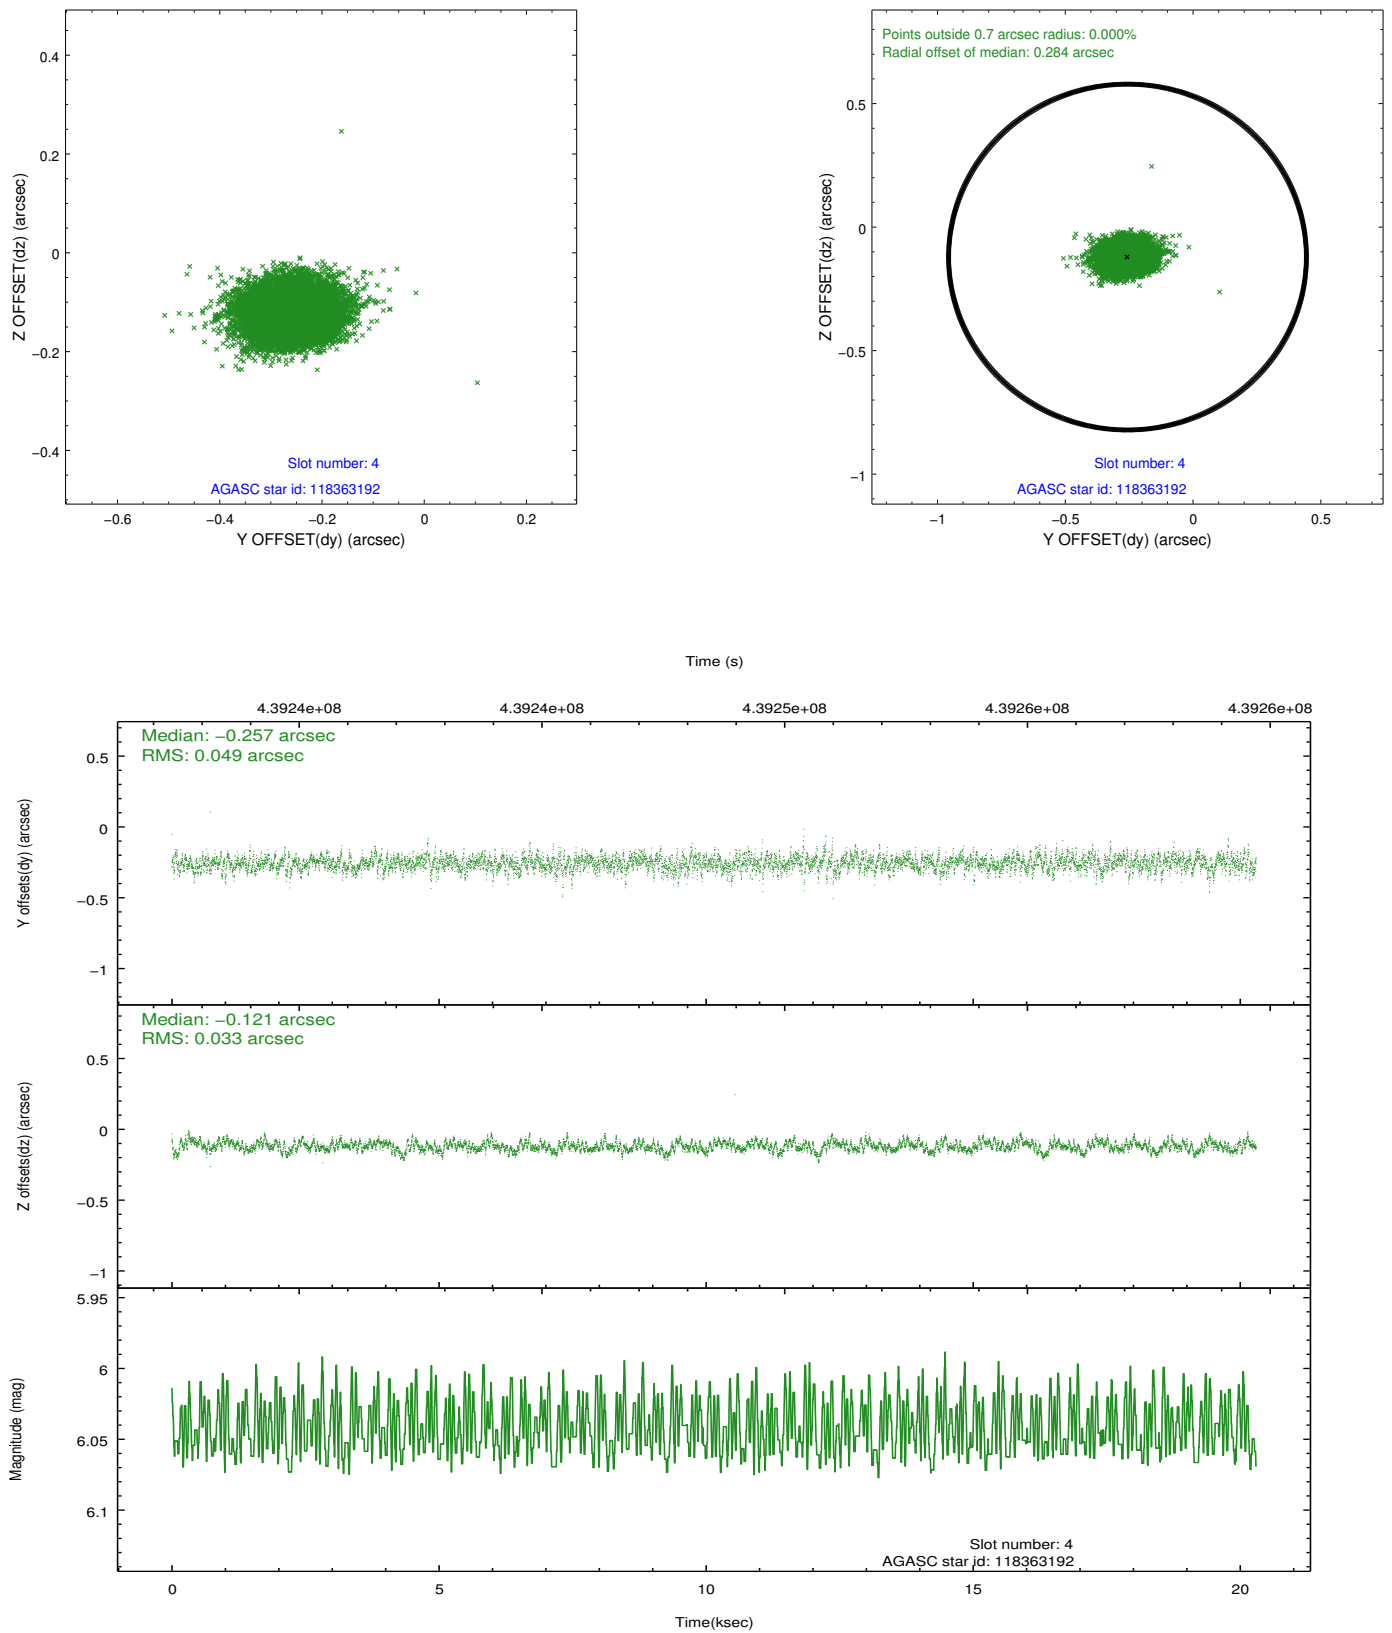 0.4
0.2
0
−0.2
−0.4
Z OFFSET(dz) (arcsec)
Slot number: 4
AGASC star id: 118363192
−0.6 −0.4 −0.2 0 0.2
Y OFFSET(dy) (arcsec)
Points outside 0.7 arcsec radius: 0.000%
Radial offset of median: 0.284 arcsec
0.5
0
−0.5
−1
Z OFFSET(dz) (arcsec)
Slot number: 4
AGASC star id: 118363192
−1 −0.5 0 0.5
Y OFFSET(dy) (arcsec)
Time (s)
4.3924e+08 4.3924e+08 4.3925e+08 4.3926e+08 4.3926e+08
Median: −0.257 arcsec
RMS: 0.049 arcsec
0.5
0
−0.5
−1
Y offsets(dy) (arcsec)
Median: −0.121 arcsec
RMS: 0.033 arcsec
0.5
0
−0.5
−1
Z offsets(dz) (arcsec)
5.95
6
6.05
6.1
Magnitude (mag)
Slot number: 4
AGASC star id: 118363192
0 5 10 15 20
Time(ksec)